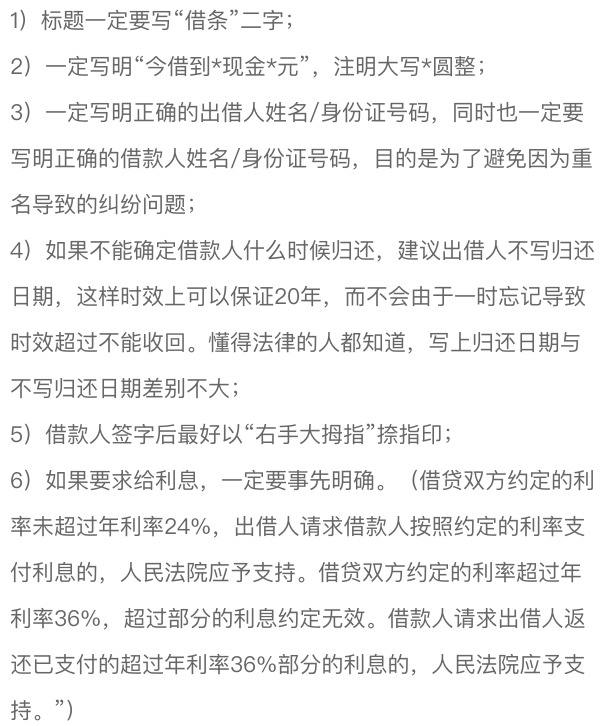 1）标题一定要写“借条”二字；
2）一定写明“今借到*现金*元”，注明大写*圆整；
3）一定写明正确的出借人姓名/身份证号码，同时也一定要
写明正确的借款人姓名/身份证号码，目的是为了避免因为重
名导致的纠纷问题；
4）如果不能确定借款人什么时候归还，建议出借人不写归还
日期，这样时效上可以保证20年，而不会由于一时忘记导致
时效超过不能收回。懂得法律的人都知道，写上归还日期与
不写归还日期差别不大；
5）借款人签字后最好以“右手大拇指”捺指印；
6）如果要求给利息，一定要事先明确。（借贷双方约定的利
率未超过年利率24%，出借人请求借款人按照约定的利率支
付利息的，人民法院应予支持。借贷双方约定的利率超过年
利率36%，超过部分的利息约定无效。借款人请求出借人返
还已支付的超过年利率36%部分的利息的，人民法院应予支
持。”）